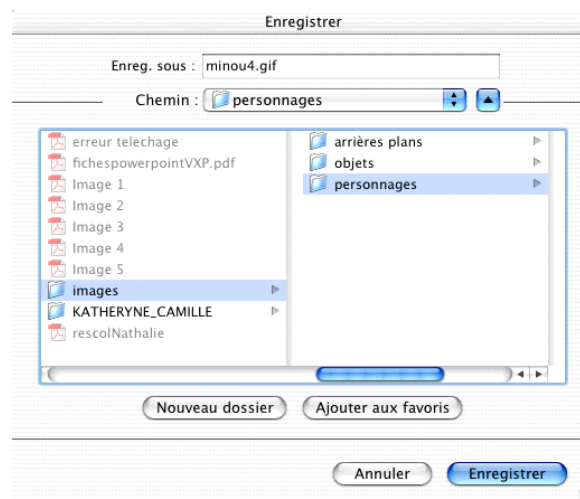 Enregistrer
Enreg. sous : minou4.gif
Chemin : personnages
erreur telechage
fichespowerpointVXP.pdf
Image 1
Image 2
Image 3
Image 4
Image 5
images
KATHERYNE_CAMILLE
rescolNathalie
arrières plans
objets
personnages
Nouveau dossier
Ajouter aux favoris
Annuler
Enregistrer